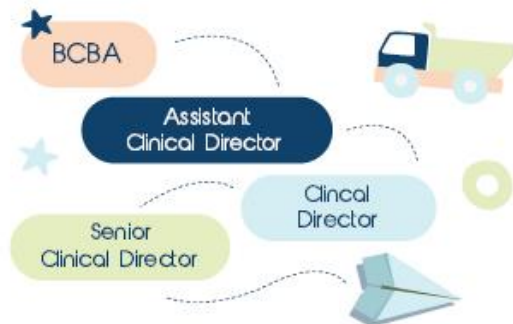 BCBA
Assistant
Clinical Director
Clincal
Director
Senior
Clinical Director